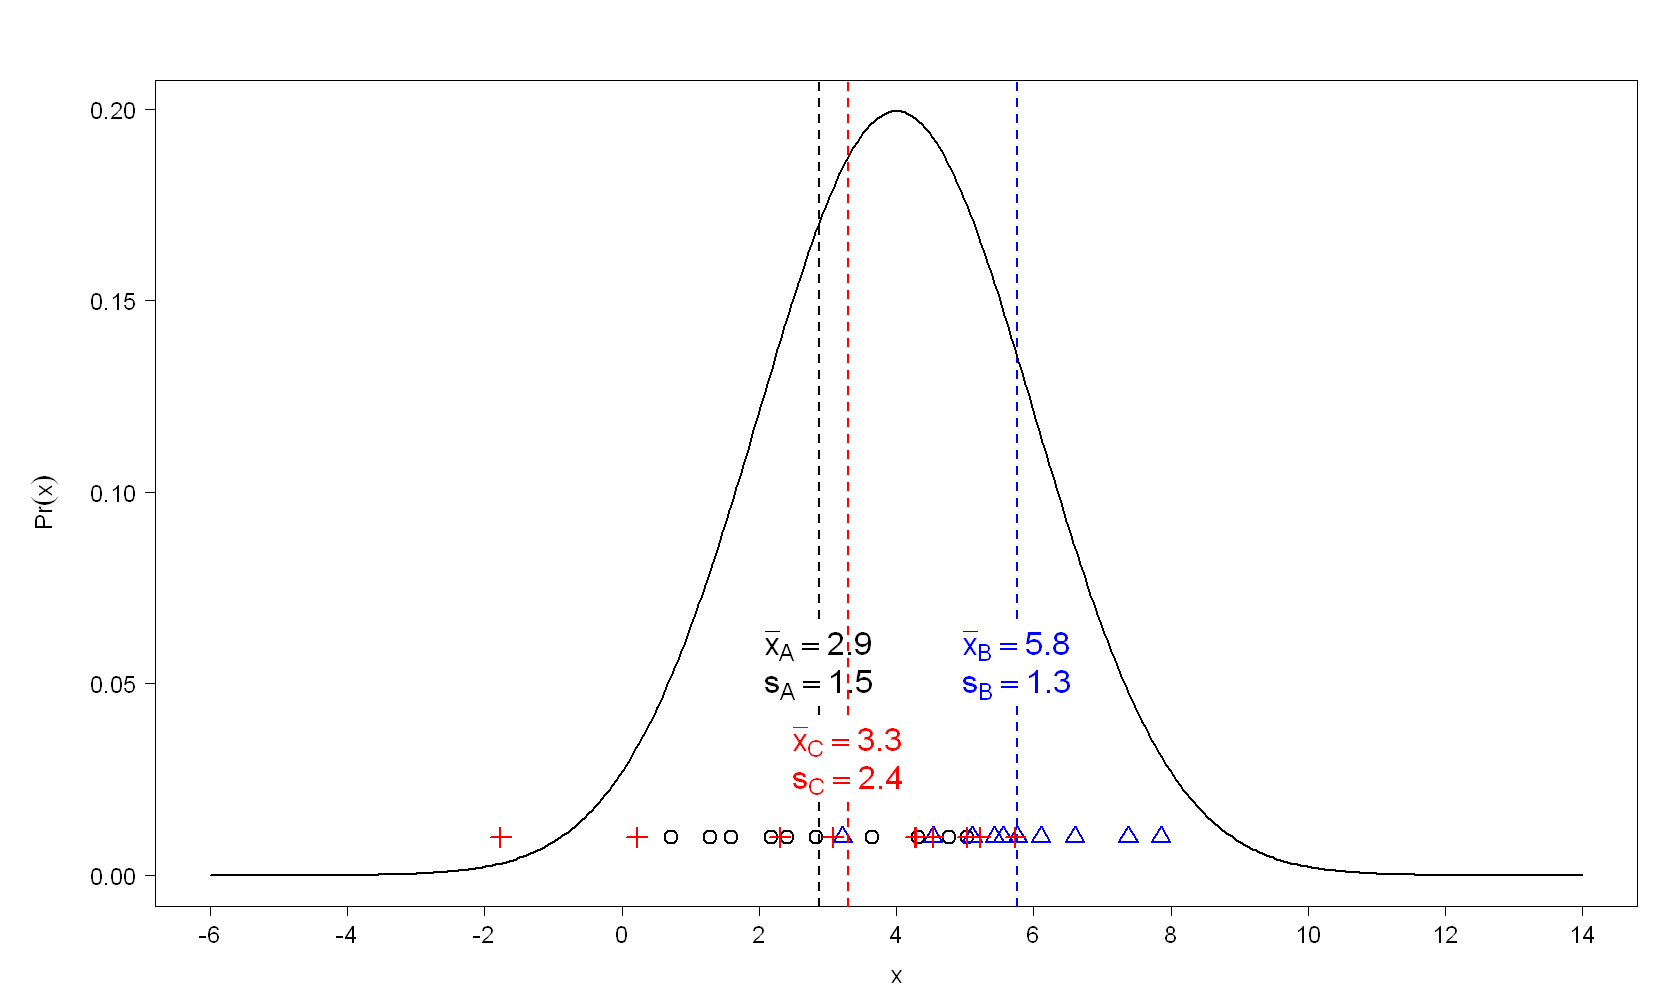 0.20
0.15
0.10
0.05
0.00
Pr(x)
x̄A = 2.9
sA = 1.5
x̄B = 5.8
sB = 1.3
x̄C = 3.3
sC = 2.4
-6 -4 -2 0 2 4 6 8 10 12 14
x